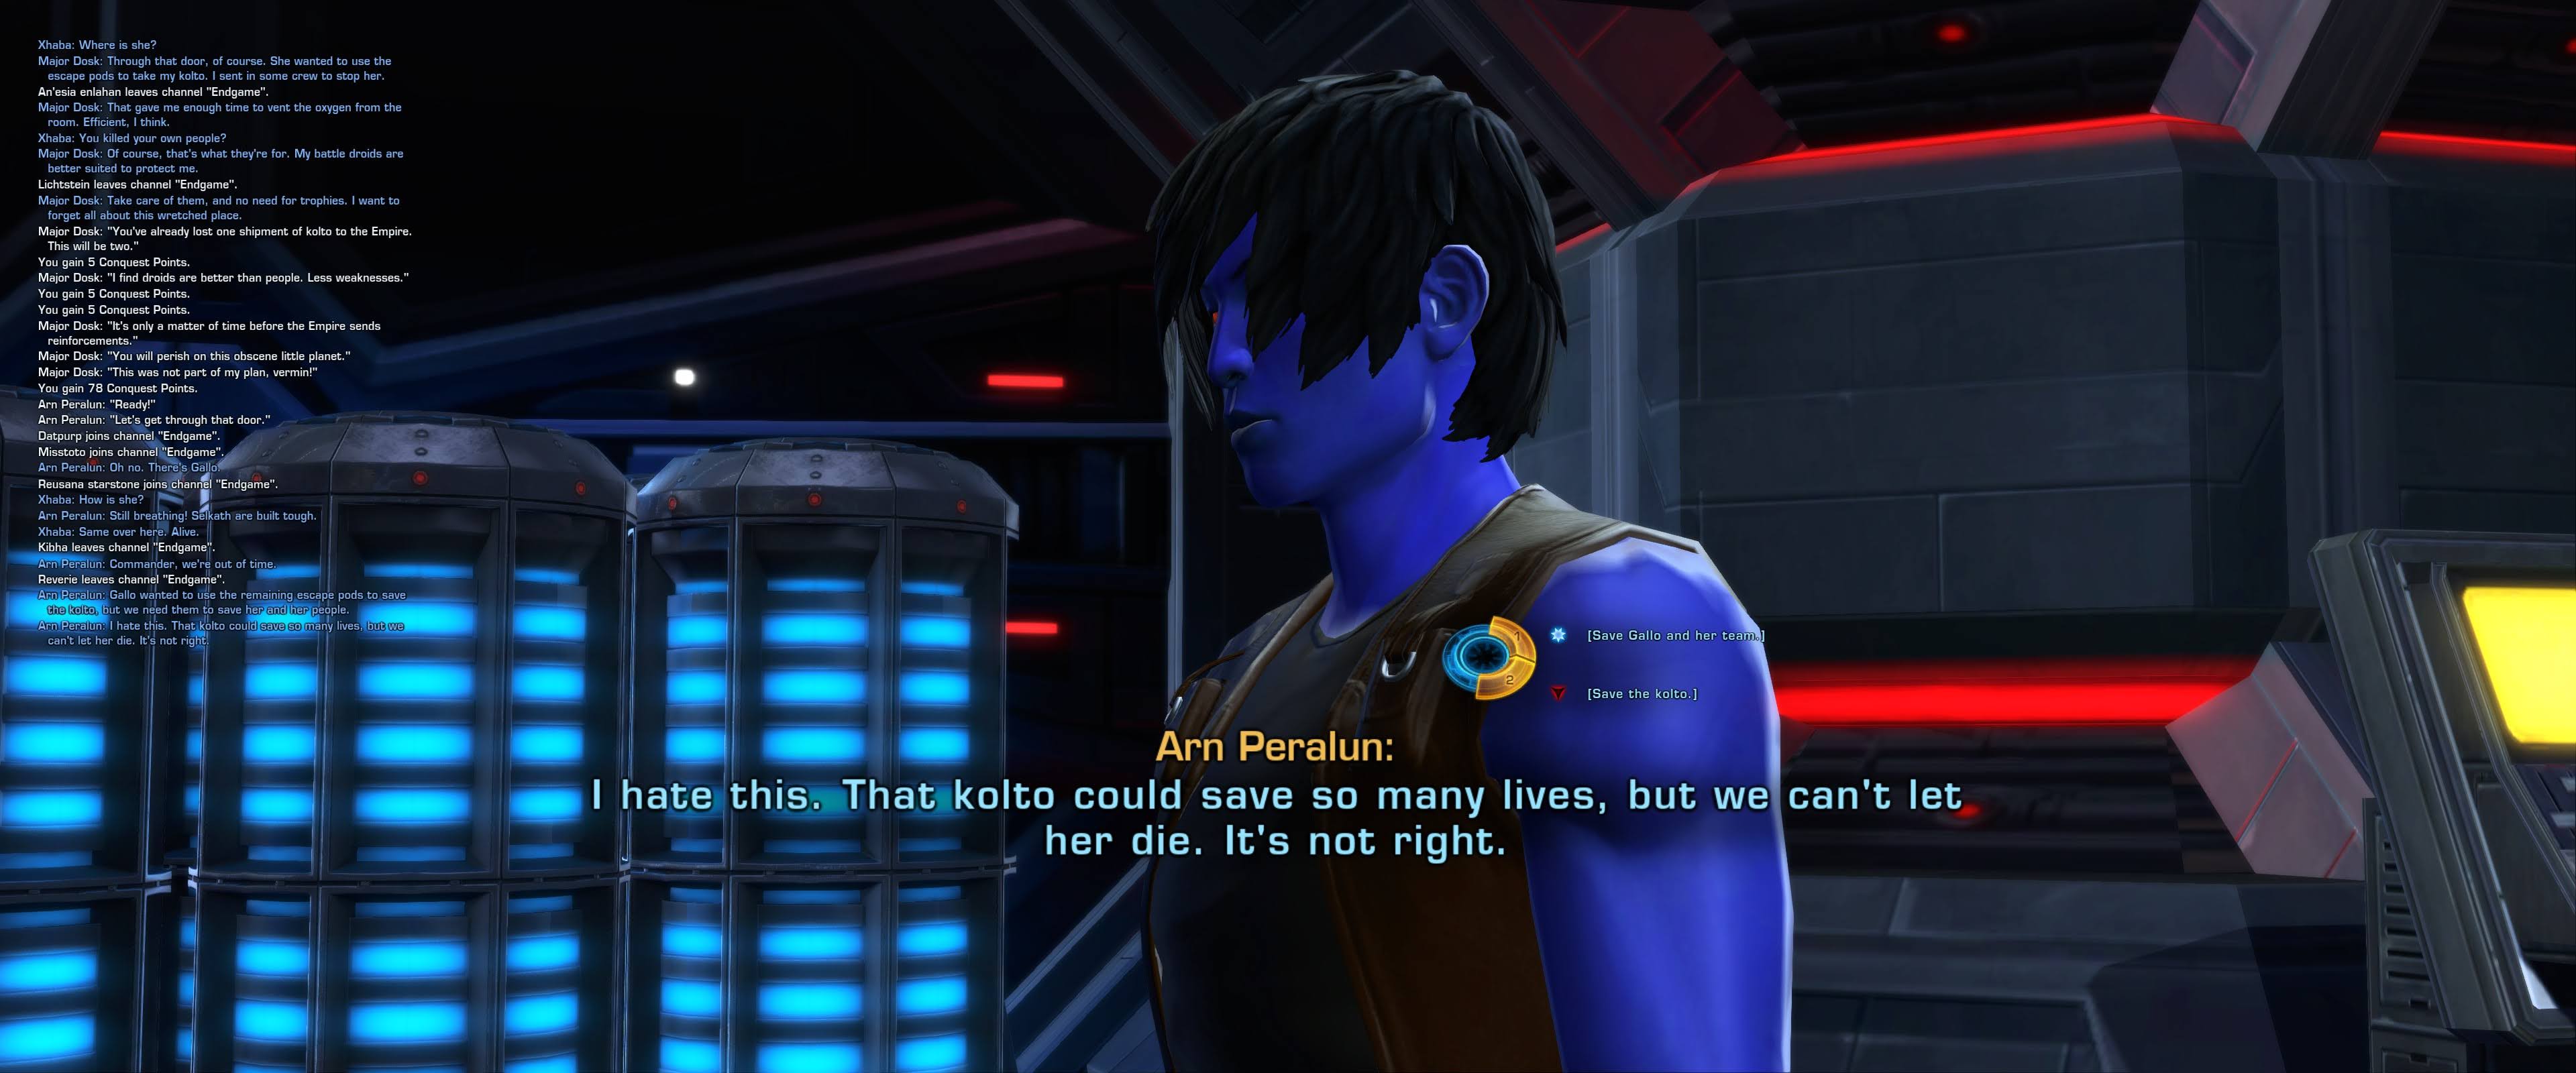 Xhaba: Where is she?
Major Dosk: Through that door, of course. She wanted to use the
escape pods to take my kolto. I sent in some crew to stop her.
An'esia enlahan leaves channel "Endgame".
Major Dosk: That gave me enough time to vent the oxygen from the
room. Efficient, I think.
Xhaba: You killed your own people?
Major Dosk: Of course, that's what they're for. My battle droids are
better suited to protect me.
Lichtstein leaves channel "Endgame".
Major Dosk: Take care of them, and no need for trophies. I want to
forget all about this wretched place.
Major Dosk: "You've already lost one shipment of kolto to the Empire.
This will be two."
You gain 5 Conquest Points.
Major Dosk: "I find droids are better than people. Less weaknesses."
You gain 5 Conquest Points.
You gain 5 Conquest Points.
Major Dosk: "It's only a matter of time before the Empire sends
reinforcements."
Major Dosk: "You will perish on this obscene little planet."
Major Dosk: "This was not part of my plan, vermin!"
You gain 78 Conquest Points.
Arn Peralun: "Ready!"
Arn Peralun: "Let's get through that door."
Datpurp joins channel "Endgame".
Misstoto joins channel "Endgame".
Arn Peralun: Oh no. There's Gallo.
Reusana starstone joins channel "Endgame".
Xhaba: How is she?
Arn Peralun: Still breathing! Selkath are built tough.
Xhaba: Same over here. Alive.
Kibha leaves channel "Endgame".
Arn Peralun: Commander, we're out of time.
Reverie leaves channel "Endgame".
Arn Peralun: Gallo wanted to use the remaining escape pods to save
the kolto, but we need them to save her and her people.
Arn Peralun: I hate this. That kolto could save so many lives, but we
can't let her die. It's not right.
1
[Save Gallo and her team.]
2
[Save the kolto.]
Arn Peralun:
I hate this. That kolto could save so many lives, but we can't let
her die. It's not right.